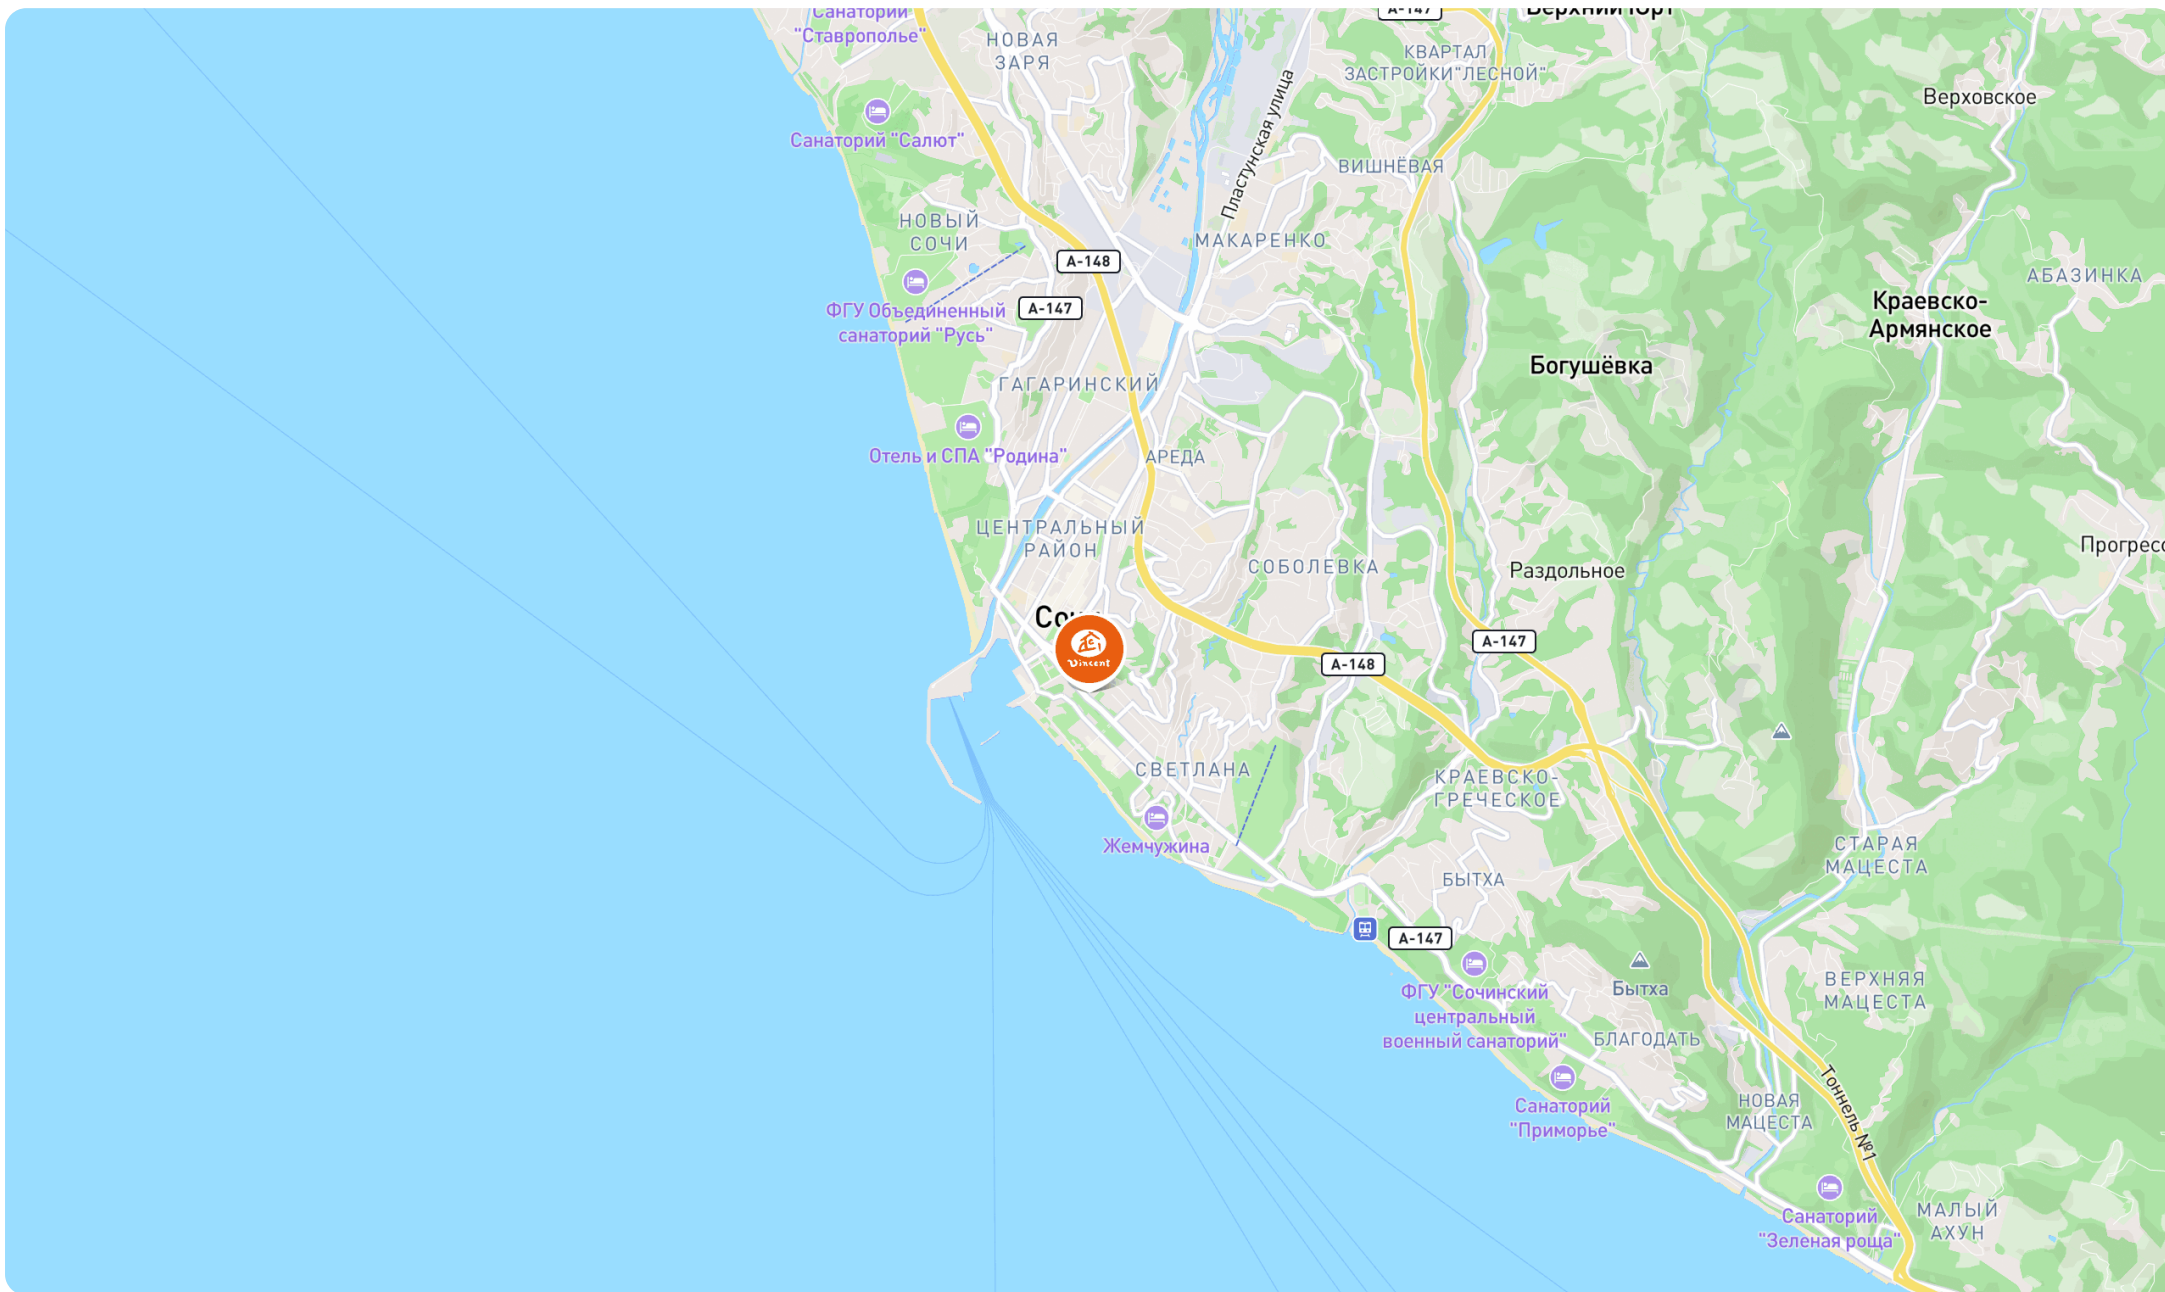 Санаторий
"Ставрополье"
НОВАЯ
ЗАРЯ
А-147
КВАРТАЛ
ЗАСТРОЙКИ"ЛЕСНОЙ"
Верхний Юрт
Верховское
Санаторий "Салют"
Пластунская улица
ВИШНЁВАЯ
НОВЫЙ
СОЧИ
МАКАРЕНКО
А-148
АБАЗИНКА
ФГУ Объединенный
санаторий "Русь"
А-147
Краевско-
Армянское
Богушёвка
ГАГАРИНСКИЙ
Отель и СПА "Родина"
АРЕДА
ЦЕНТРАЛЬНЫЙ
РАЙОН
СОБОЛЕВКА
Раздольное
Прогресс
Vincent
А-148
А-147
СВЕТЛАНА
КРАЕВСКО-
ГРЕЧЕСКОЕ
Жемчужина
СТАРАЯ
МАЦЕСТА
БЫТХА
А-147
ФГУ "Сочинский
центральный
военный санаторий"
Бытха
ВЕРХНЯЯ
МАЦЕСТА
БЛАГОДАТЬ
Санаторий
"Приморье"
НОВАЯ
МАЦЕСТА
Тоннель №1
Санаторий
"Зеленая роща"
МАЛЫЙ
АХУН